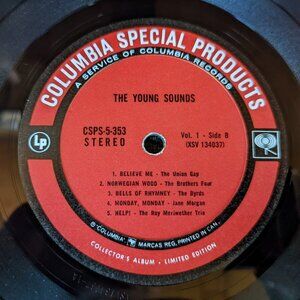 COLUMBIA SPECIAL PRODUCTS
A SERVICE OF COLUMBIA RECORDS
THE YOUNG SOUNDS
CSPS-5-353
STEREO
Vol. 1 - Side B
(XSV 134037)
LP
1. BELIEVE ME - The Union Gap
2. NORWEGIAN WOOD - The Brothers Four
3. BELLS OF RHYMNEY - The Byrds
4. MONDAY, MONDAY - Jane Morgan
5. HELP! - The Ray Meriwether Trio
"COLUMBIA" MARCAS REG. PRINTED IN CAN.
COLLECTOR'S ALBUM - LIMITED EDITION